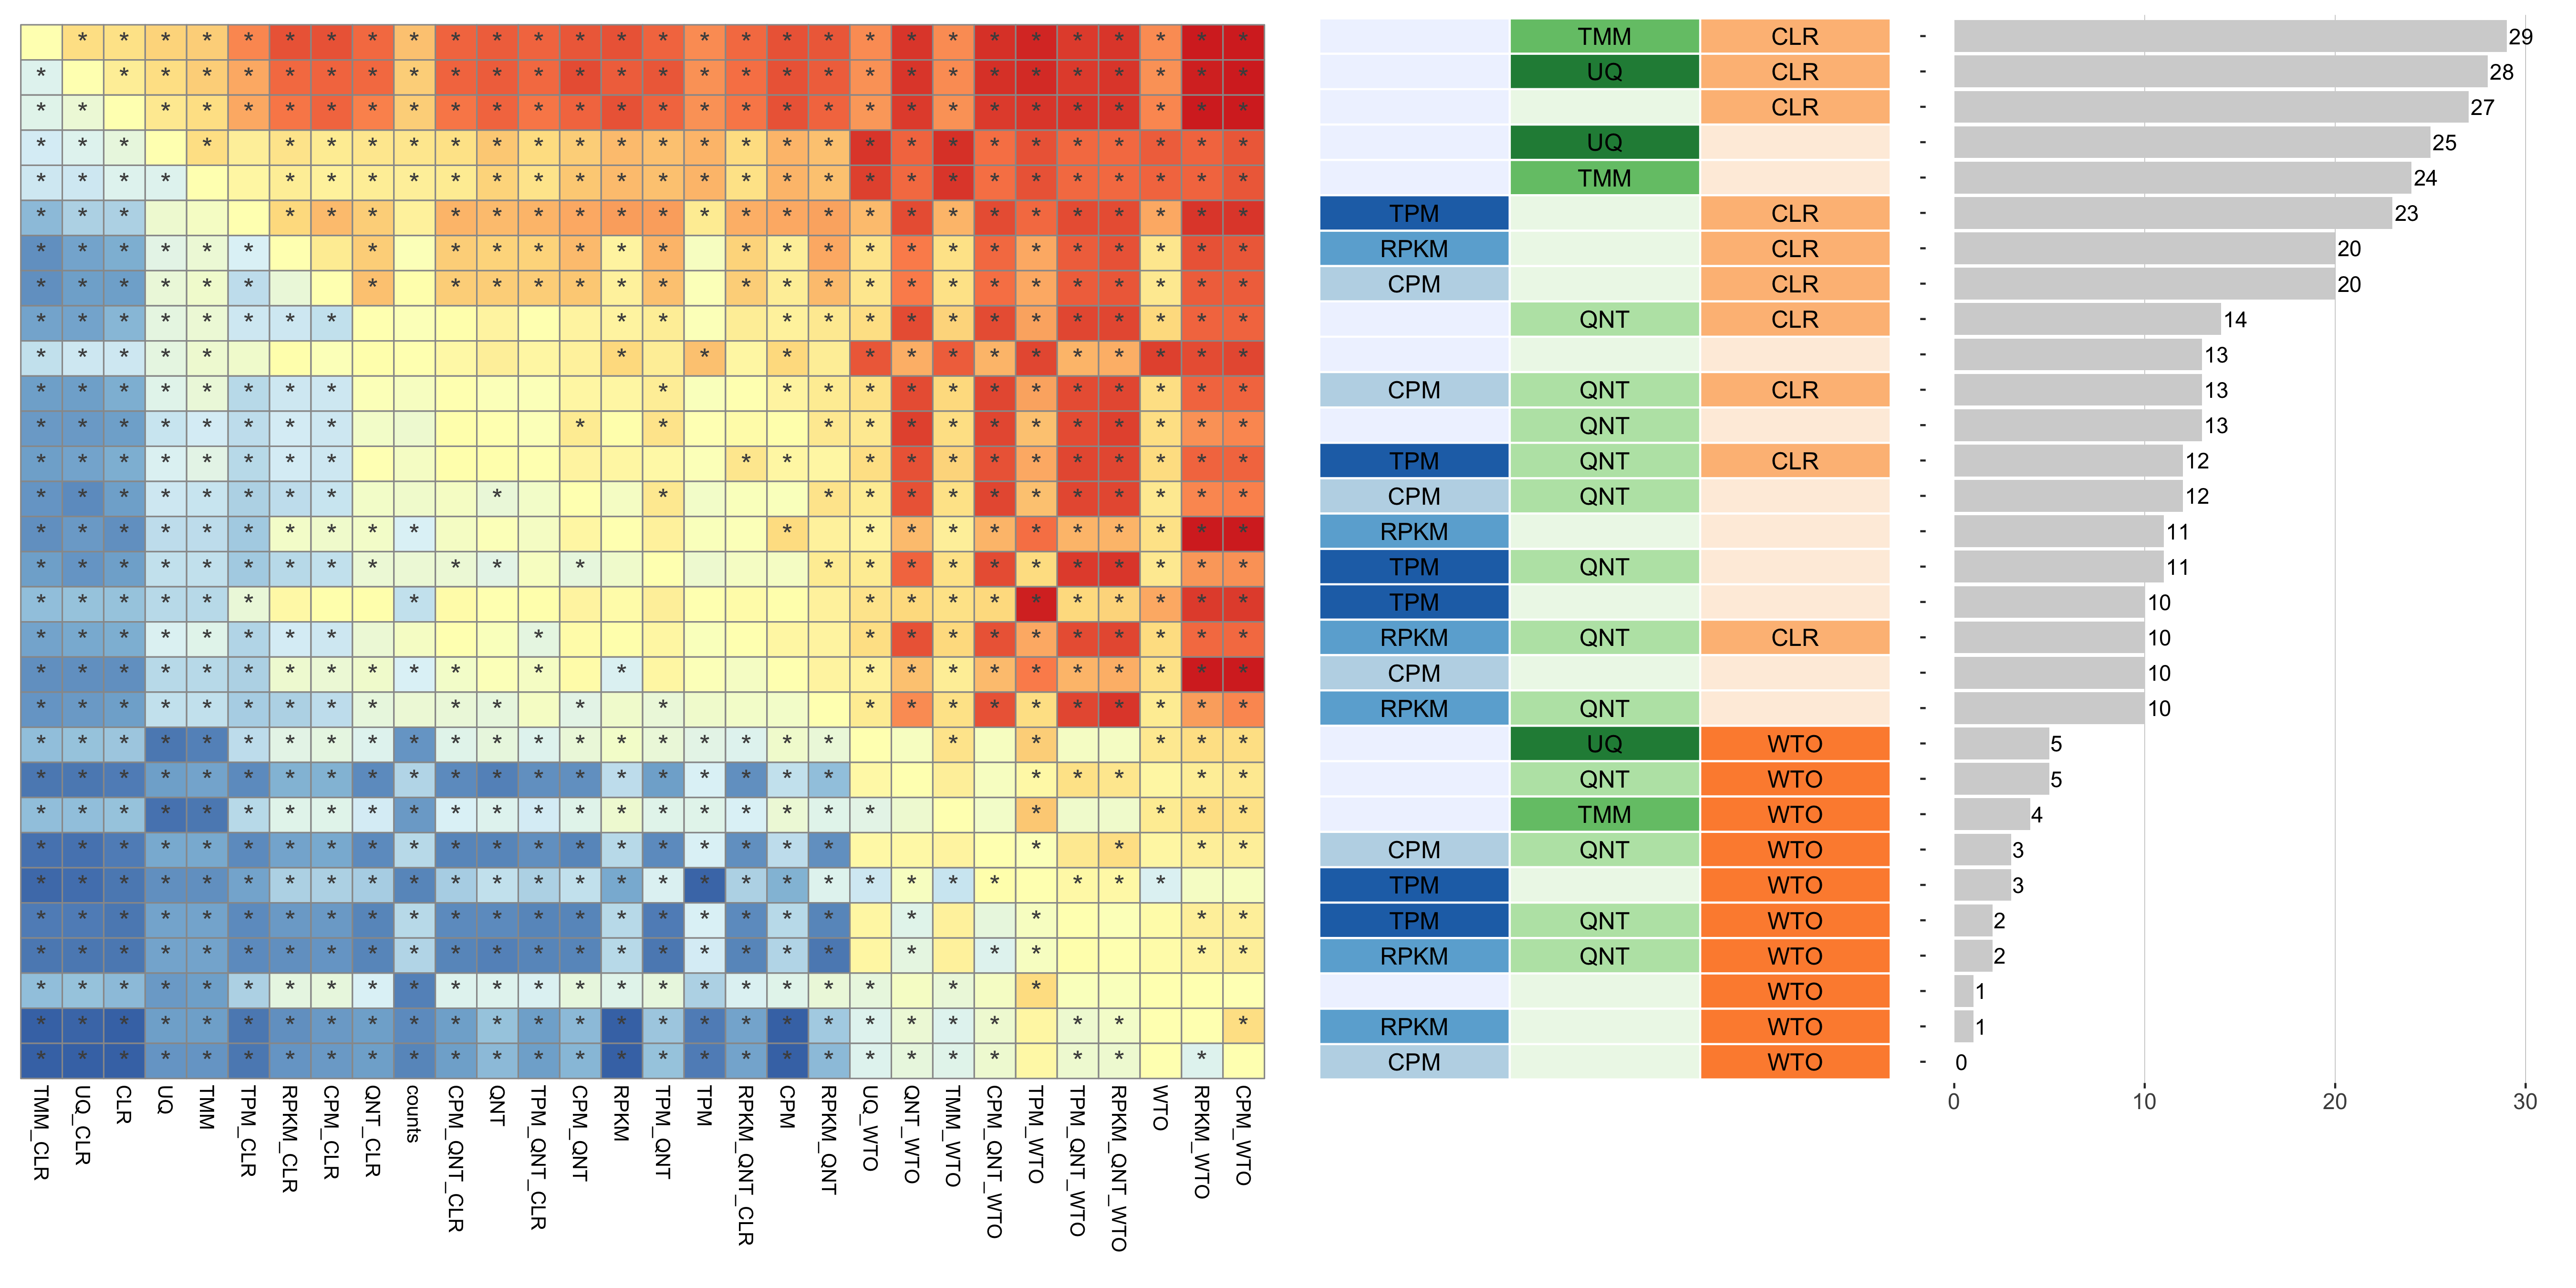 TMM CLR - 29
UQ CLR - 28
CLR - 27
UQ - 25
TMM - 24
TPM CLR - 23
RPKM CLR - 20
CPM CLR - 20
QNT CLR - 14
- 13
CPM QNT CLR - 13
QNT - 13
TPM QNT CLR - 12
CPM QNT - 12
RPKM - 11
TPM QNT - 11
TPM - 10
RPKM QNT CLR - 10
CPM - 10
RPKM QNT - 10
UQ WTO - 5
QNT WTO - 5
TMM WTO - 4
CPM QNT WTO - 3
TPM WTO - 3
TPM QNT WTO - 2
RPKM QNT WTO - 2
WTO - 1
RPKM WTO - 1
CPM WTO - 0
TMM_CLR
UQ_CLR
CLR
UQ
TMM
TPM_CLR
RPKM_CLR
CPM_CLR
QNT_CLR
counts
CPM_QNT_CLR
QNT
TPM_QNT_CLR
CPM_QNT
RPKM
TPM_QNT
TPM
RPKM_QNT_CLR
CPM
RPKM_QNT
UQ_WTO
QNT_WTO
TMM_WTO
CPM_QNT_WTO
TPM_WTO
TPM_QNT_WTO
RPKM_QNT_WTO
WTO
RPKM_WTO
CPM_WTO
0 10 20 30